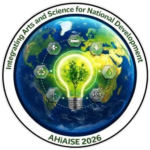 Integrating Arts and Science for National Development
AHiAISE 2026